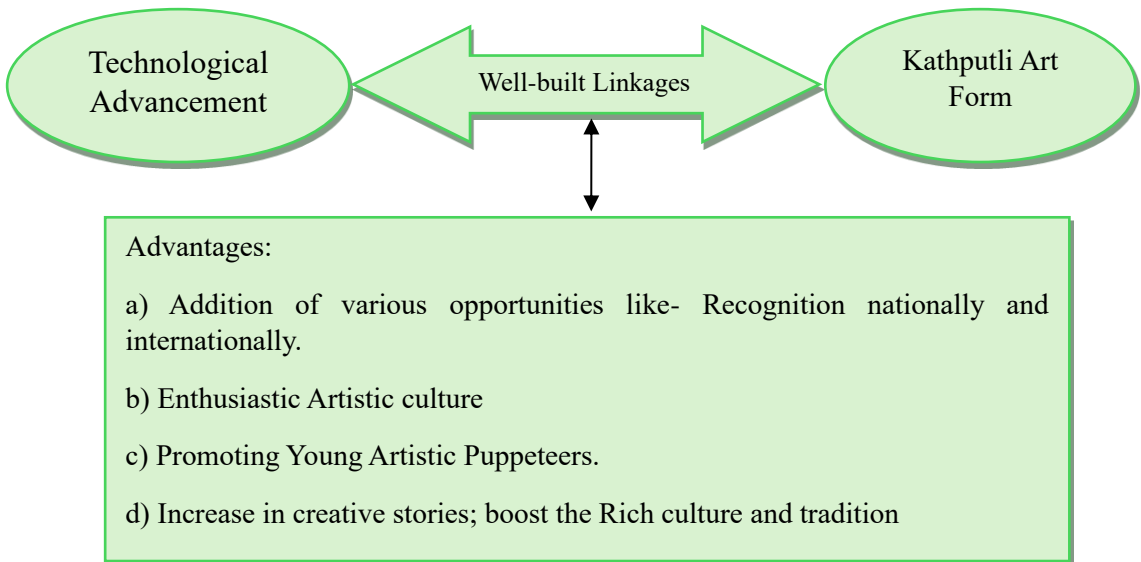 Technological
Advancement
Well-built Linkages
Kathputli Art
Form
Advantages:
a) Addition of various opportunities like- Recognition nationally and
internationally.
b) Enthusiastic Artistic culture
c) Promoting Young Artistic Puppeteers.
d) Increase in creative stories; boost the Rich culture and tradition